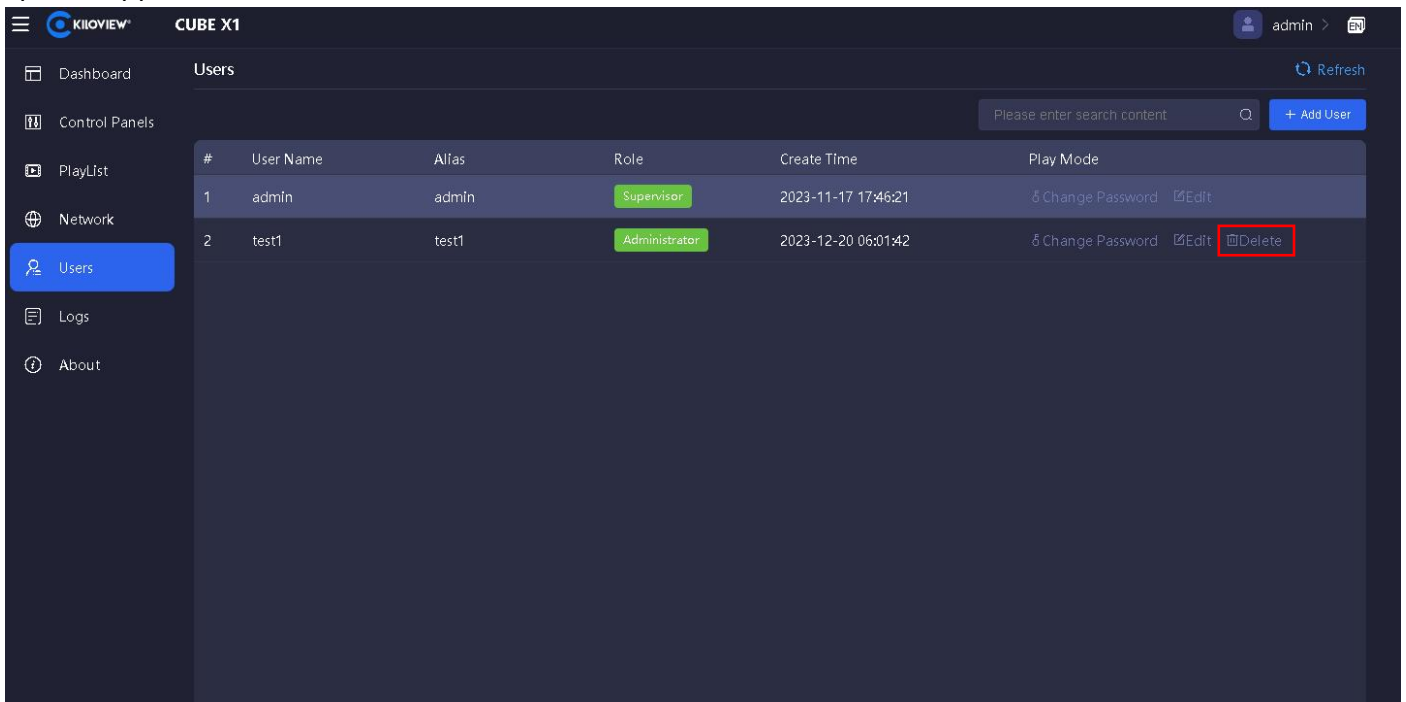 KILOVIEW® CUBE X1 admin > EN
Dashboard
Control Panels
PlayList
Network
Users
Logs
About
Users Refresh
Please enter search content + Add User
# User Name Alias Role Create Time Play Mode
1 admin admin Supervisor 2023-11-17 17:46:21 Change Password Edit
2 test1 test1 Administrator 2023-12-20 06:01:42 Change Password Edit Delete